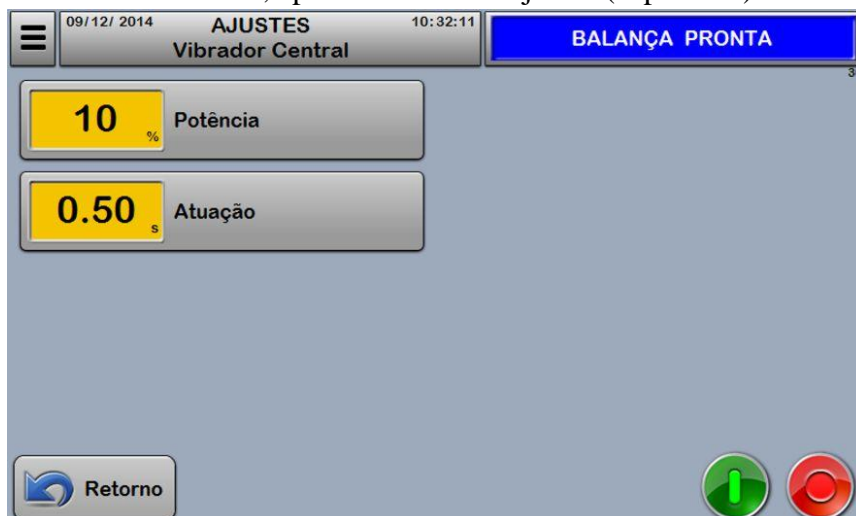 09/12/ 2014
AJUSTES
10:32:11
Vibrador Central
BALANÇA PRONTA
3
10 %
Potência
0.50 s
Atuação
Retorno